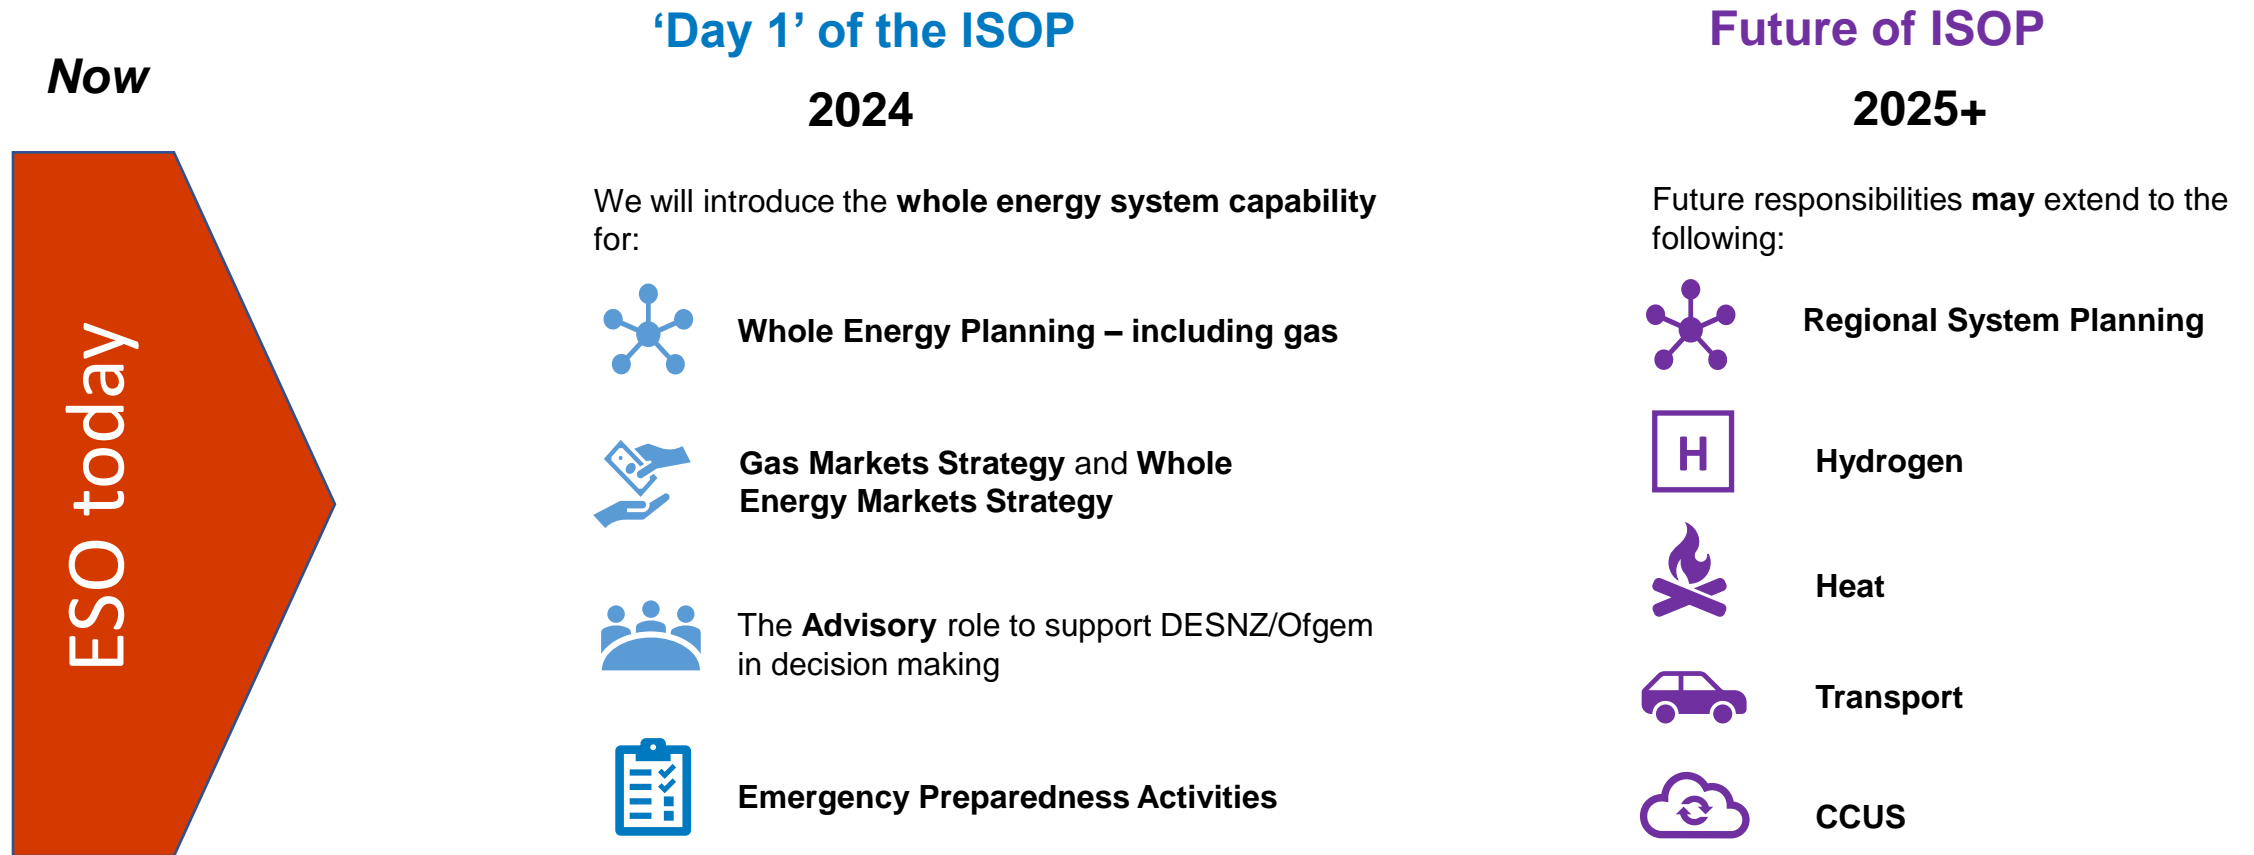 Now
ESO today
‘Day 1’ of the ISOP
2024
We will introduce the whole energy system capability
for:
Whole Energy Planning – including gas
Gas Markets Strategy and Whole
Energy Markets Strategy
The Advisory role to support DESNZ/Ofgem
in decision making
Emergency Preparedness Activities
Future of ISOP
2025+
Future responsibilities may extend to the
following:
Regional System Planning
H
Hydrogen
Heat
Transport
CCUS